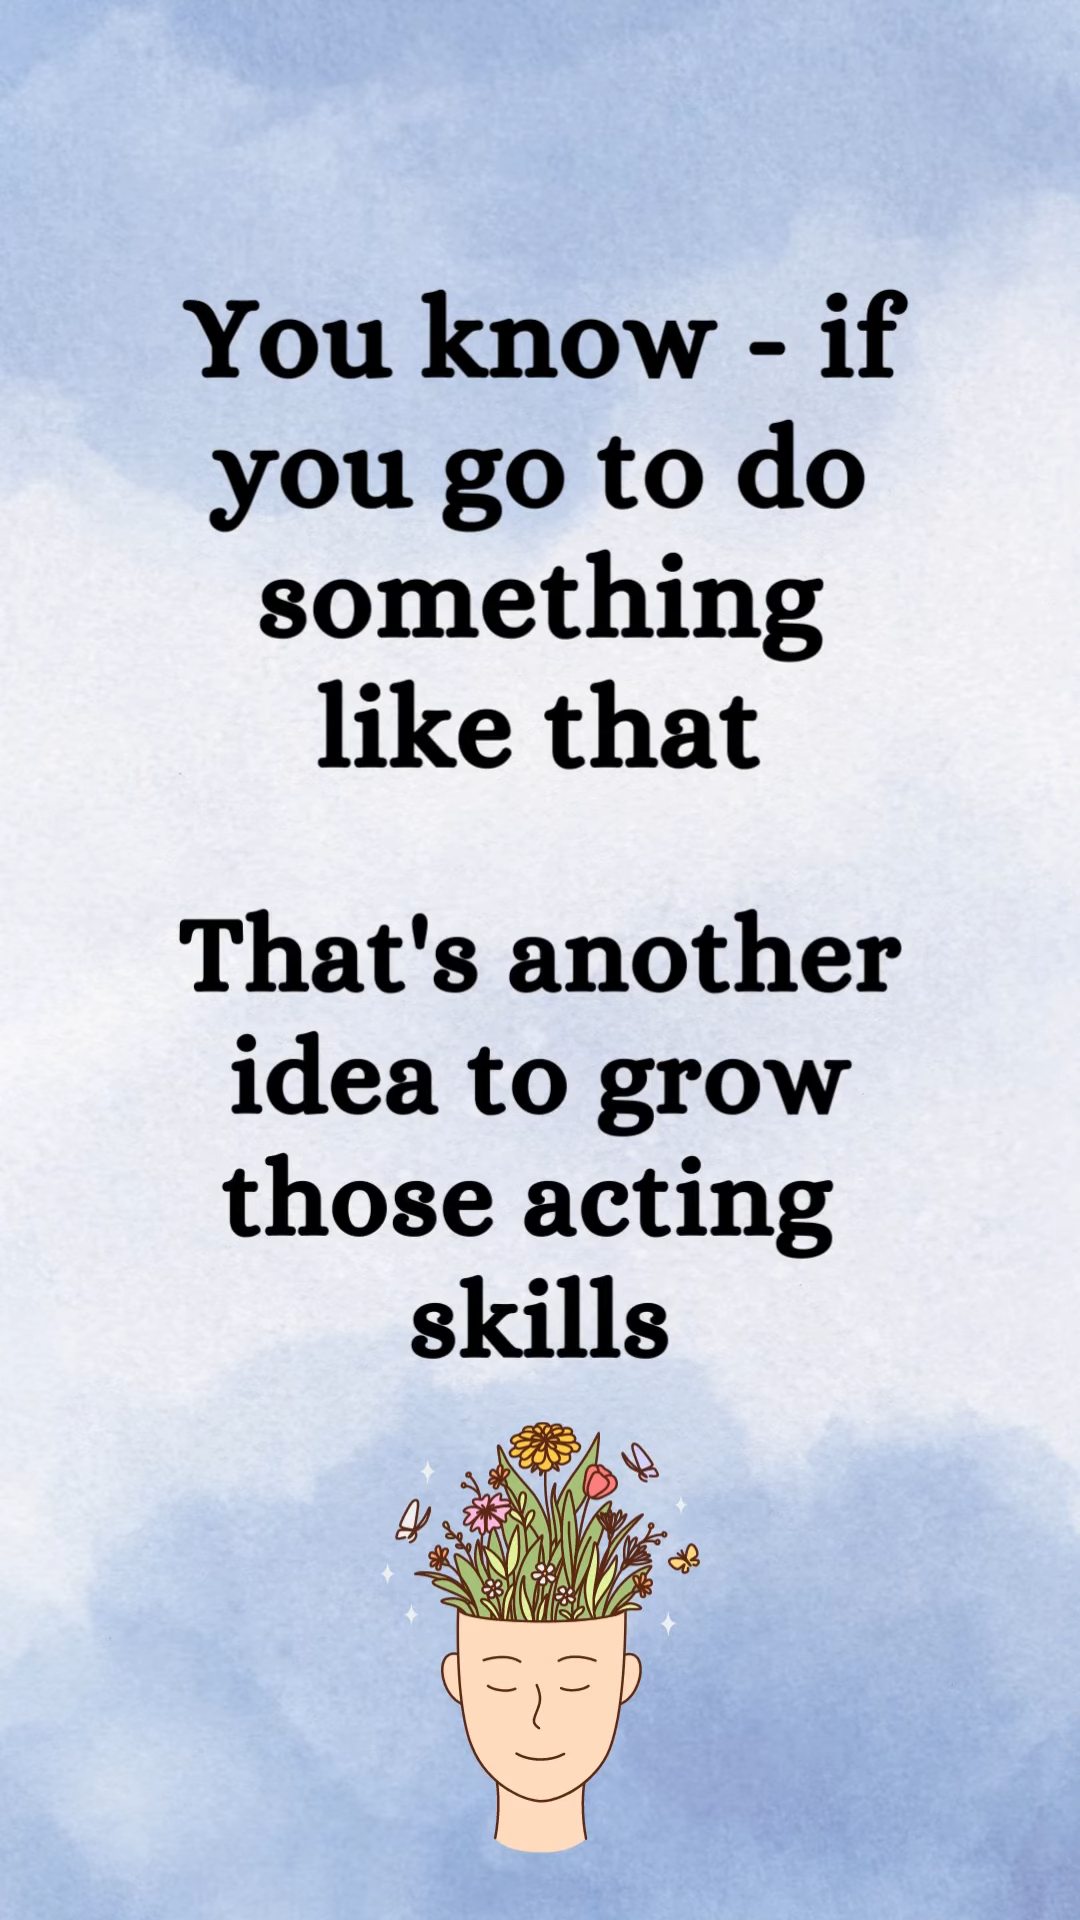 You know - if
you go to do
something
like that
That's another
idea to grow
those acting
skills